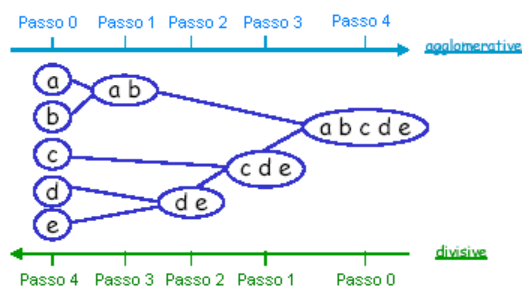 Passo 0 Passo 1 Passo 2 Passo 3 Passo 4
agglomerative
a
a b
b
a b c d e
c
c d e
d
d e
e
divisive
Passo 4 Passo 3 Passo 2 Passo 1 Passo 0